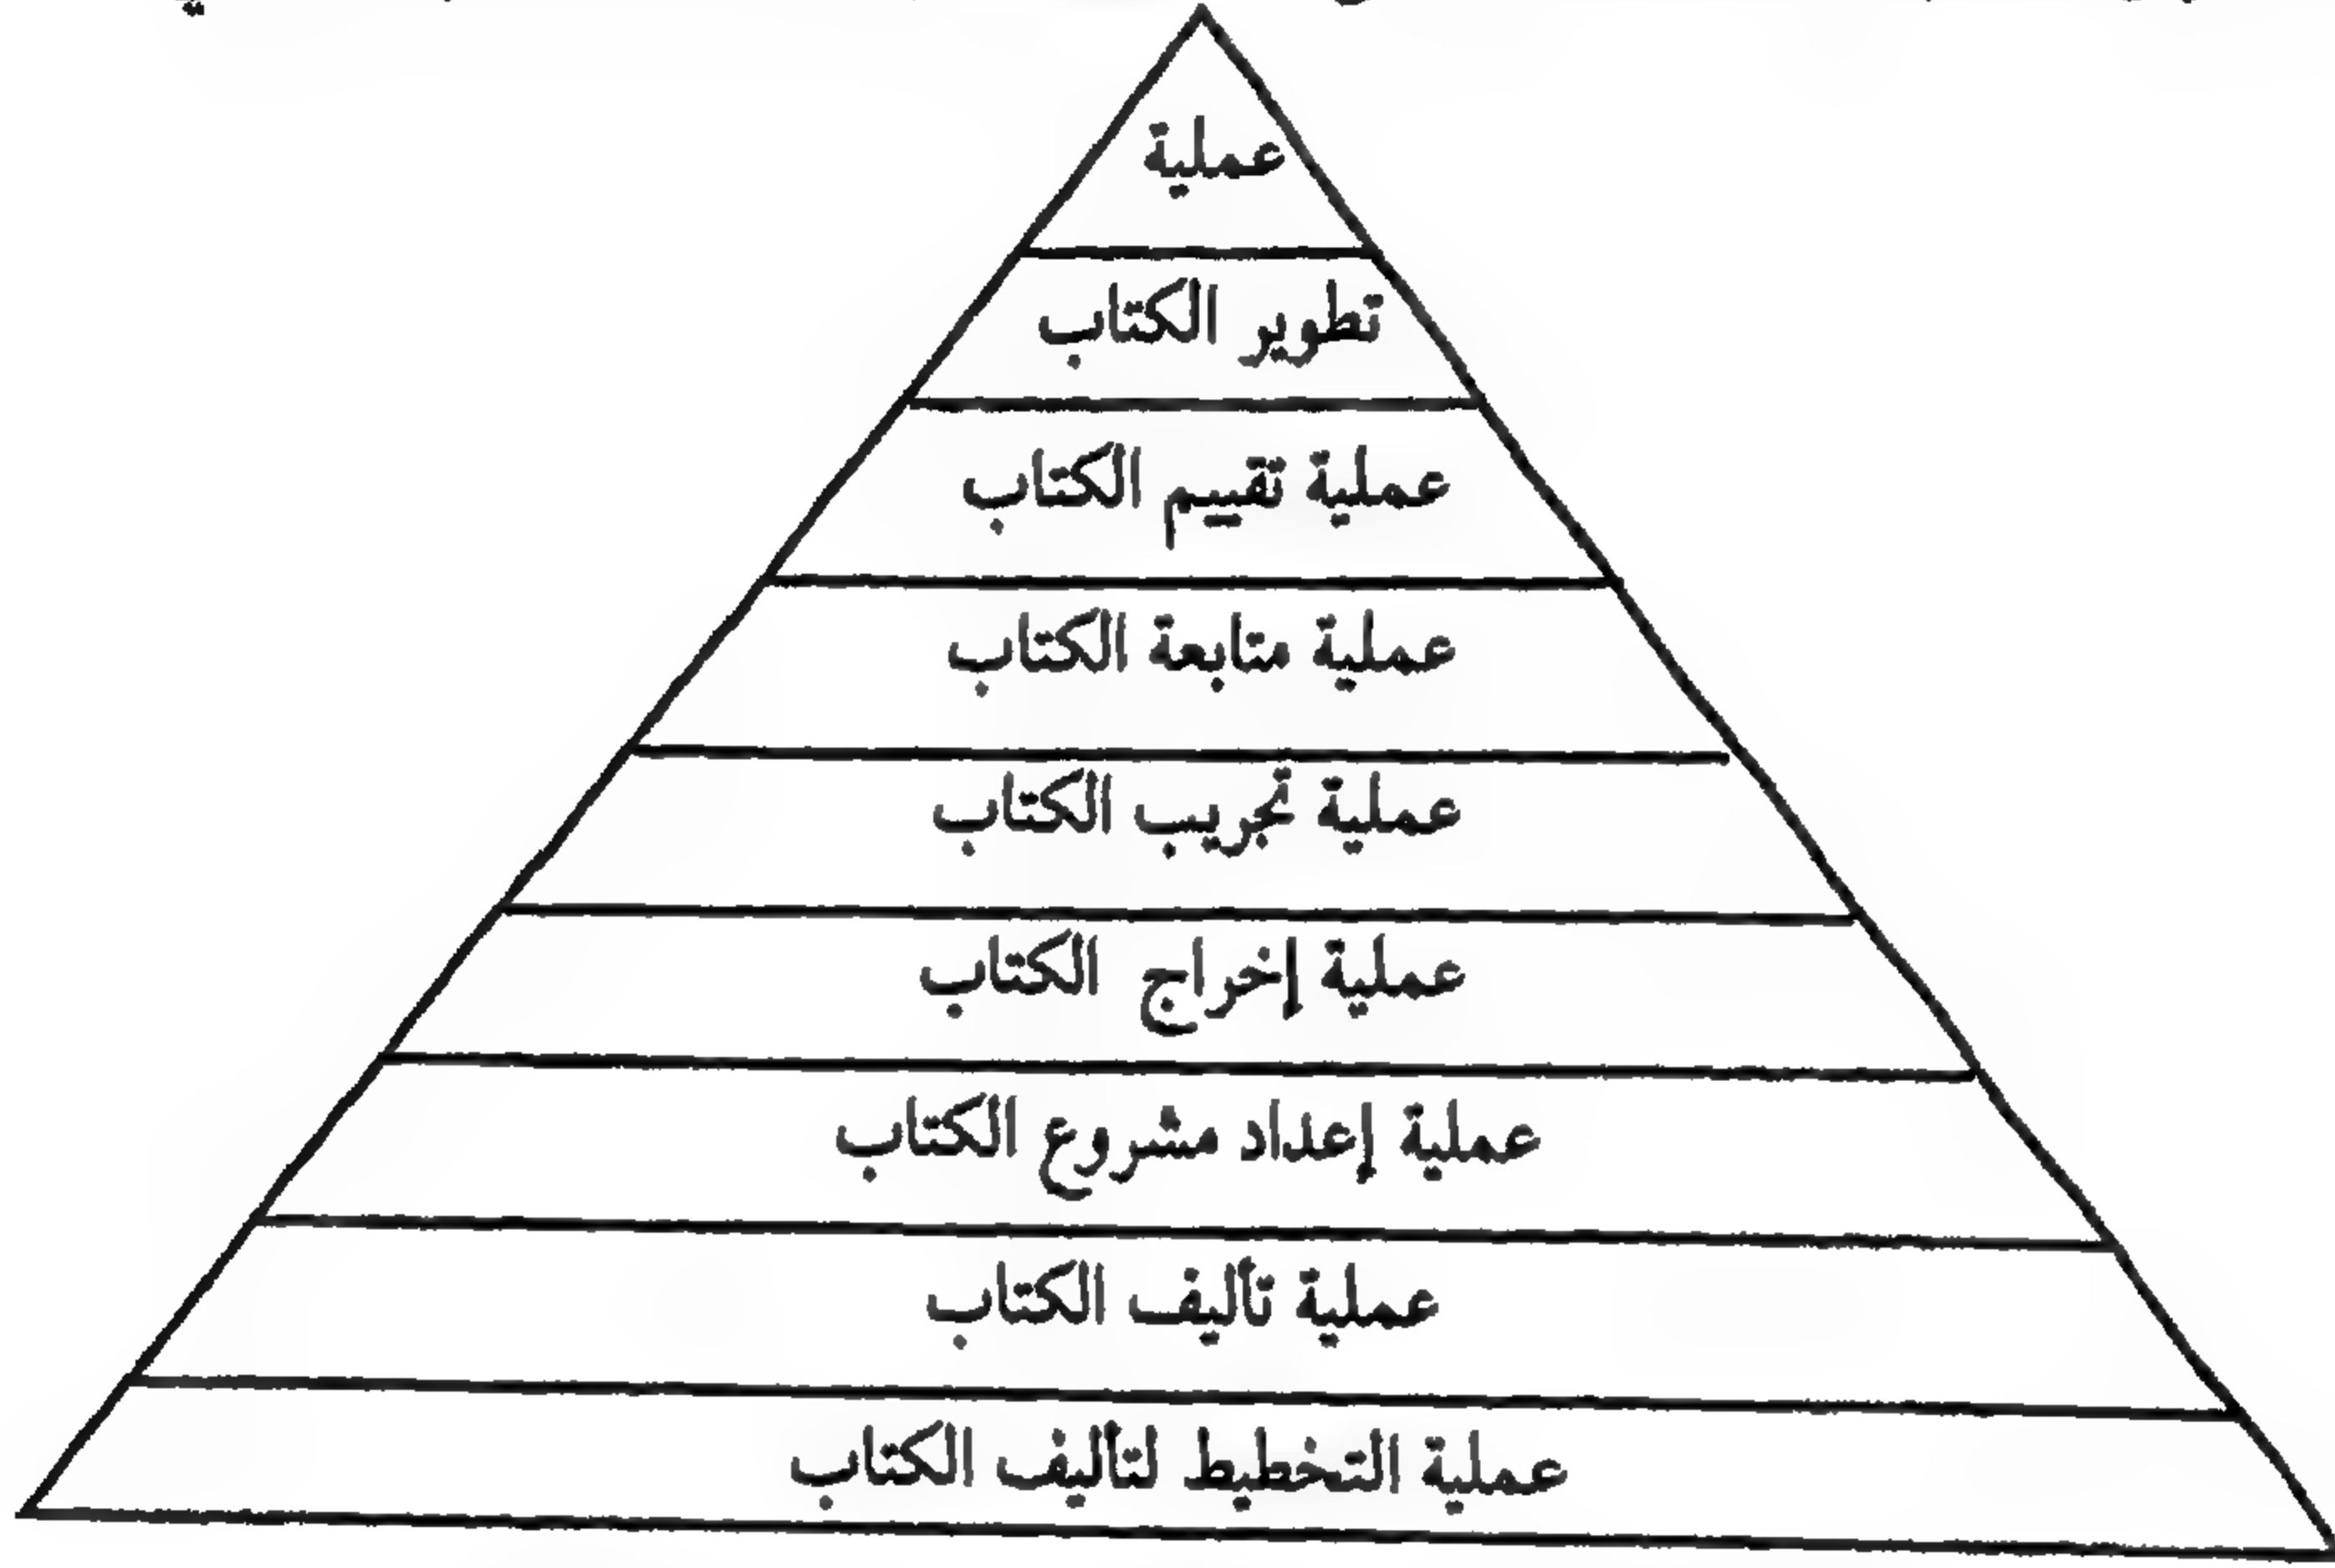 عملية
تطوير الكتاب
عملية تقييم الكتاب
عملية متابعة الكتاب
عملية تجريب الكتاب
عملية إخراج الكتاب
عملية إعداد مشروع الكتاب
عملية تأليف الكتاب
عملية التخطيط لتأليف الكتاب